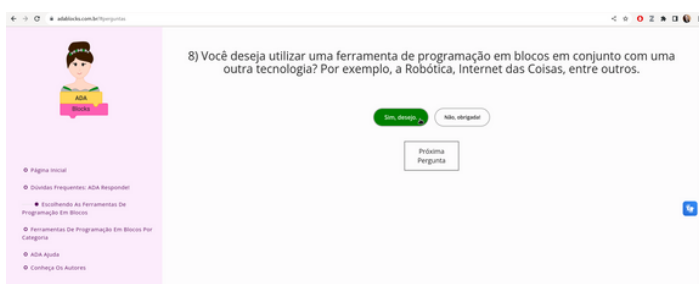 adablocks.com.br/#perguntas
8) Você deseja utilizar uma ferramenta de programação em blocos em conjunto com uma
outra tecnologia? Por exemplo, a Robótica, Internet das Coisas, entre outros.
ADA
Blocks
Sim, desejo.
Não, obrigada!
Próxima
Pergunta
Página Inicial
Dúvidas Frequentes: ADA Responde!
Escolhendo As Ferramentas De
Programação Em Blocos
Ferramentas De Programação Em Blocos Por
Categoria
ADA Ajuda
Conheça Os Autores